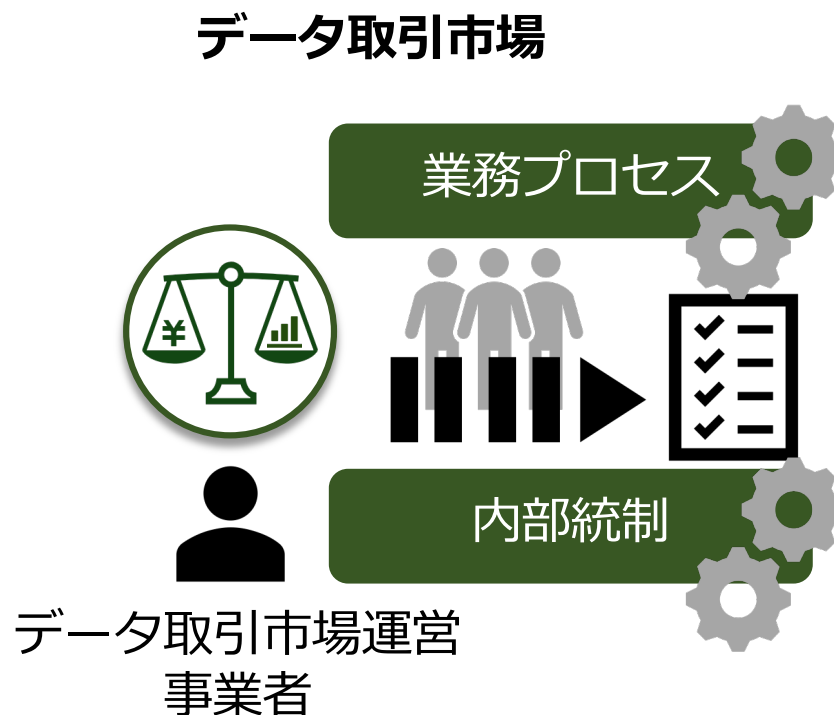 データ取引市場
業務プロセス
¥
内部統制
データ取引市場運営
事業者